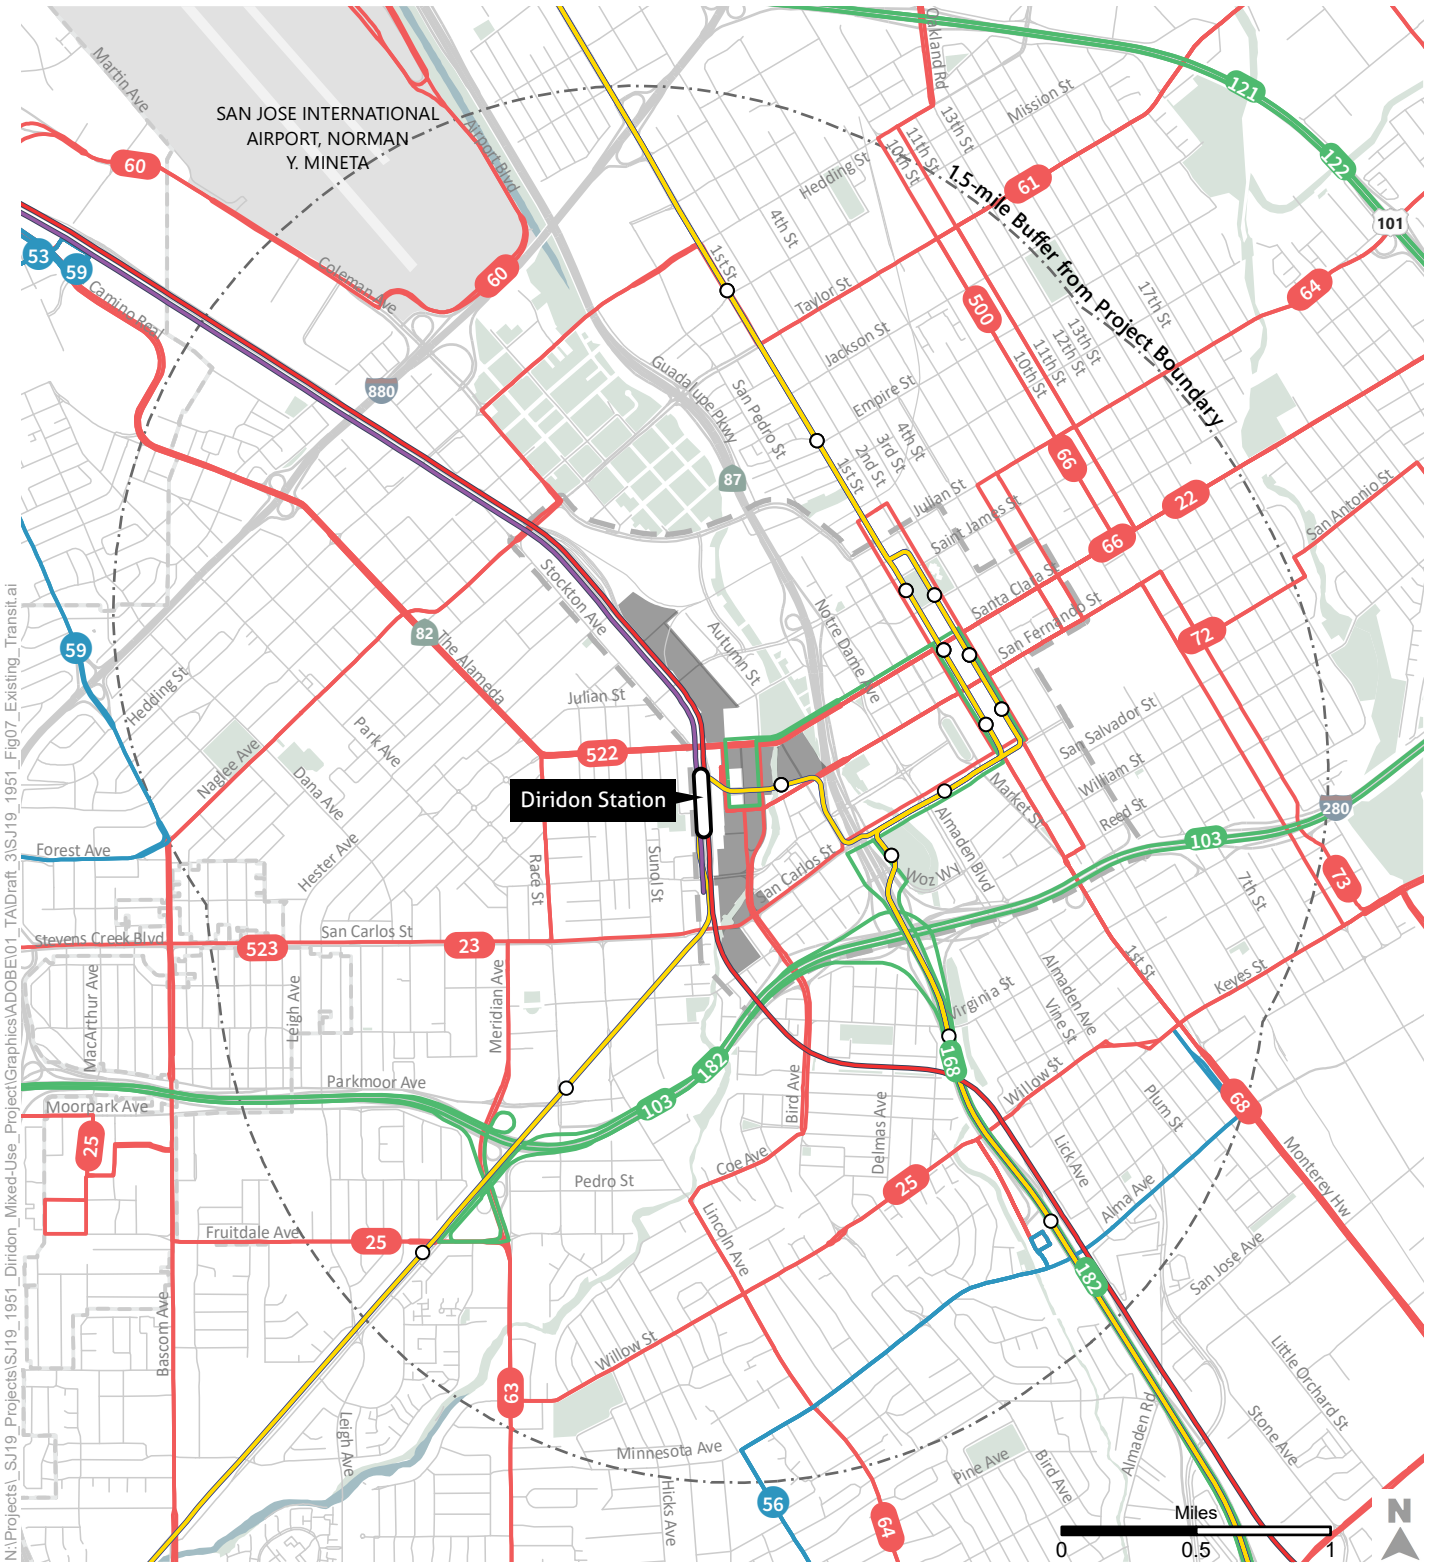 Oakland Rd
Martin Ave
SAN JOSE INTERNATIONAL
AIRPORT, NORMAN
Y. MINETA
Airport Blvd
121
122
101
Mission St
13th St
11th St
10th St
Hedding St
60
61
1.5-mile Buffer from Project Boundary
4th St
1st St
53
59
60
Coleman Ave
Camino Real
Taylor St
500
64
17th St
13th St
12th St
11th St
10th St
Jackson St
880
Guadalupe Pkwy
San Pedro St
Empire St
4th St
3rd St
2nd St
1st St
66
87
22
Julian St
Saint James St
66
San Antonio St
Stockton Ave
Santa Clara St
San Fernando St
Notre Dame Ave
Autumn St
82
The Alameda
59
72
Hedding St
Julian St
Park Ave
Naglee Ave
Dana Ave
522
San Salvador St
William St
Reed St
Market St
Diridon Station
280
103
Forest Ave
Hester Ave
Race St
Sunol St
San Carlos St
Almaden Blvd
Woz Wy
7th St
73
Stevens Creek Blvd
523
San Carlos St
23
MacArthur Ave
Leigh Ave
Meridian Ave
1st St
Almaden Ave
Vine St
Keyes St
Virginia St
168
182
103
Parkmoor Ave
Moorpark Ave
25
Bird Ave
Delmas Ave
Willow St
Plum St
68
Lick Ave
Monterey Hw
Coe Ave
Pedro St
25
Alma Ave
Fruitdale Ave
25
Lincoln Ave
San Jose Ave
182
Bascom Ave
63
Willow St
Little Orchard St
Stone Ave
Leigh Ave
Minnesota Ave
Hicks Ave
56
64
Pine Ave
Bird Ave
Almaden Rd
Miles
0
0.5
1
N
N:\Projects\_SJ19_Projects\SJ19_1951_Diridon_Mixed-Use_Project\Graphics\ADOBE\01_TA\Draft_3\SJ19_1951_Fig07_Existing_Transit.ai